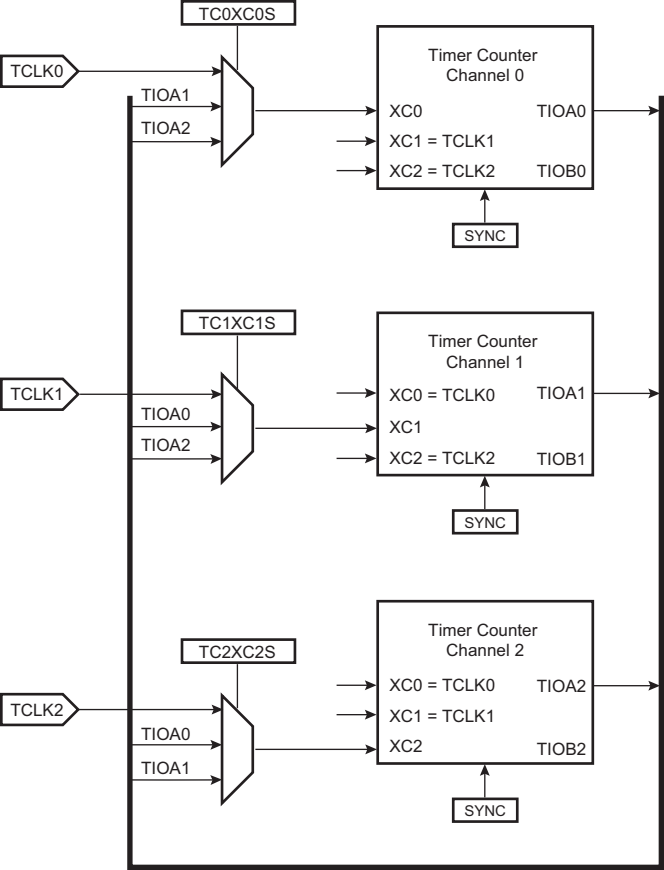 TC0XC0S
TCLK0
TIOA1
TIOA2
Timer Counter
Channel 0
XC0
TIOA0
XC1 = TCLK1
XC2 = TCLK2
TIOB0
SYNC
TC1XC1S
TCLK1
TIOA0
TIOA2
Timer Counter
Channel 1
XC0 = TCLK0
TIOA1
XC1
XC2 = TCLK2
TIOB1
SYNC
TC2XC2S
TCLK2
TIOA0
TIOA1
Timer Counter
Channel 2
XC0 = TCLK0
TIOA2
XC1 = TCLK1
XC2
TIOB2
SYNC